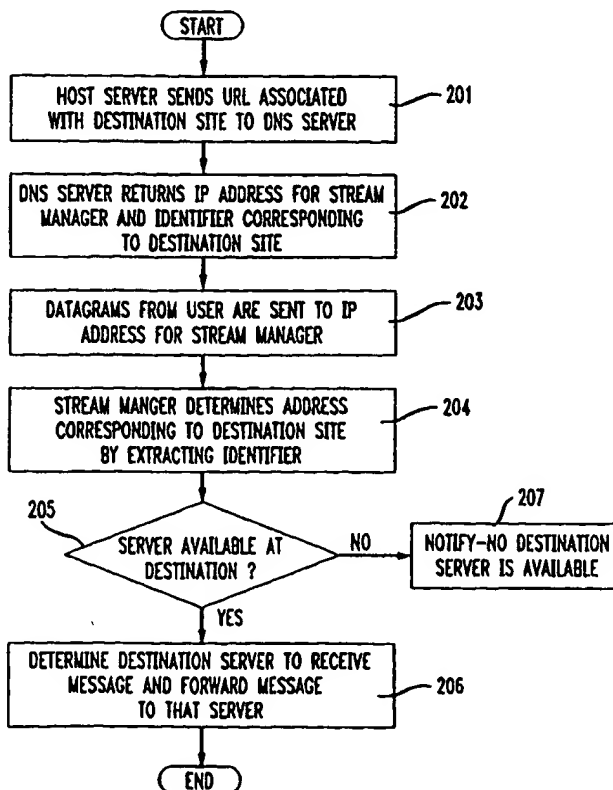 START
HOST SERVER SENDS URL ASSOCIATED
WITH DESTINATION SITE TO DNS SERVER
201
DNS SERVER RETURNS IP ADDRESS FOR STREAM
MANAGER AND IDENTIFIER CORRESPONDING
TO DESTINATION SITE
202
DATAGRAMS FROM USER ARE SENT TO IP
ADDRESS FOR STREAM MANAGER
203
STREAM MANGER DETERMINES ADDRESS
CORRESPONDING TO DESTINATION SITE
BY EXTRACTING IDENTIFIER
204
205
SERVER AVAILABLE AT
DESTINATION ?
NO
207
NOTIFY-NO DESTINATION
SERVER IS AVAILABLE
YES
DETERMINE DESTINATION SERVER TO RECEIVE
MESSAGE AND FORWARD MESSAGE
TO THAT SERVER
206
END